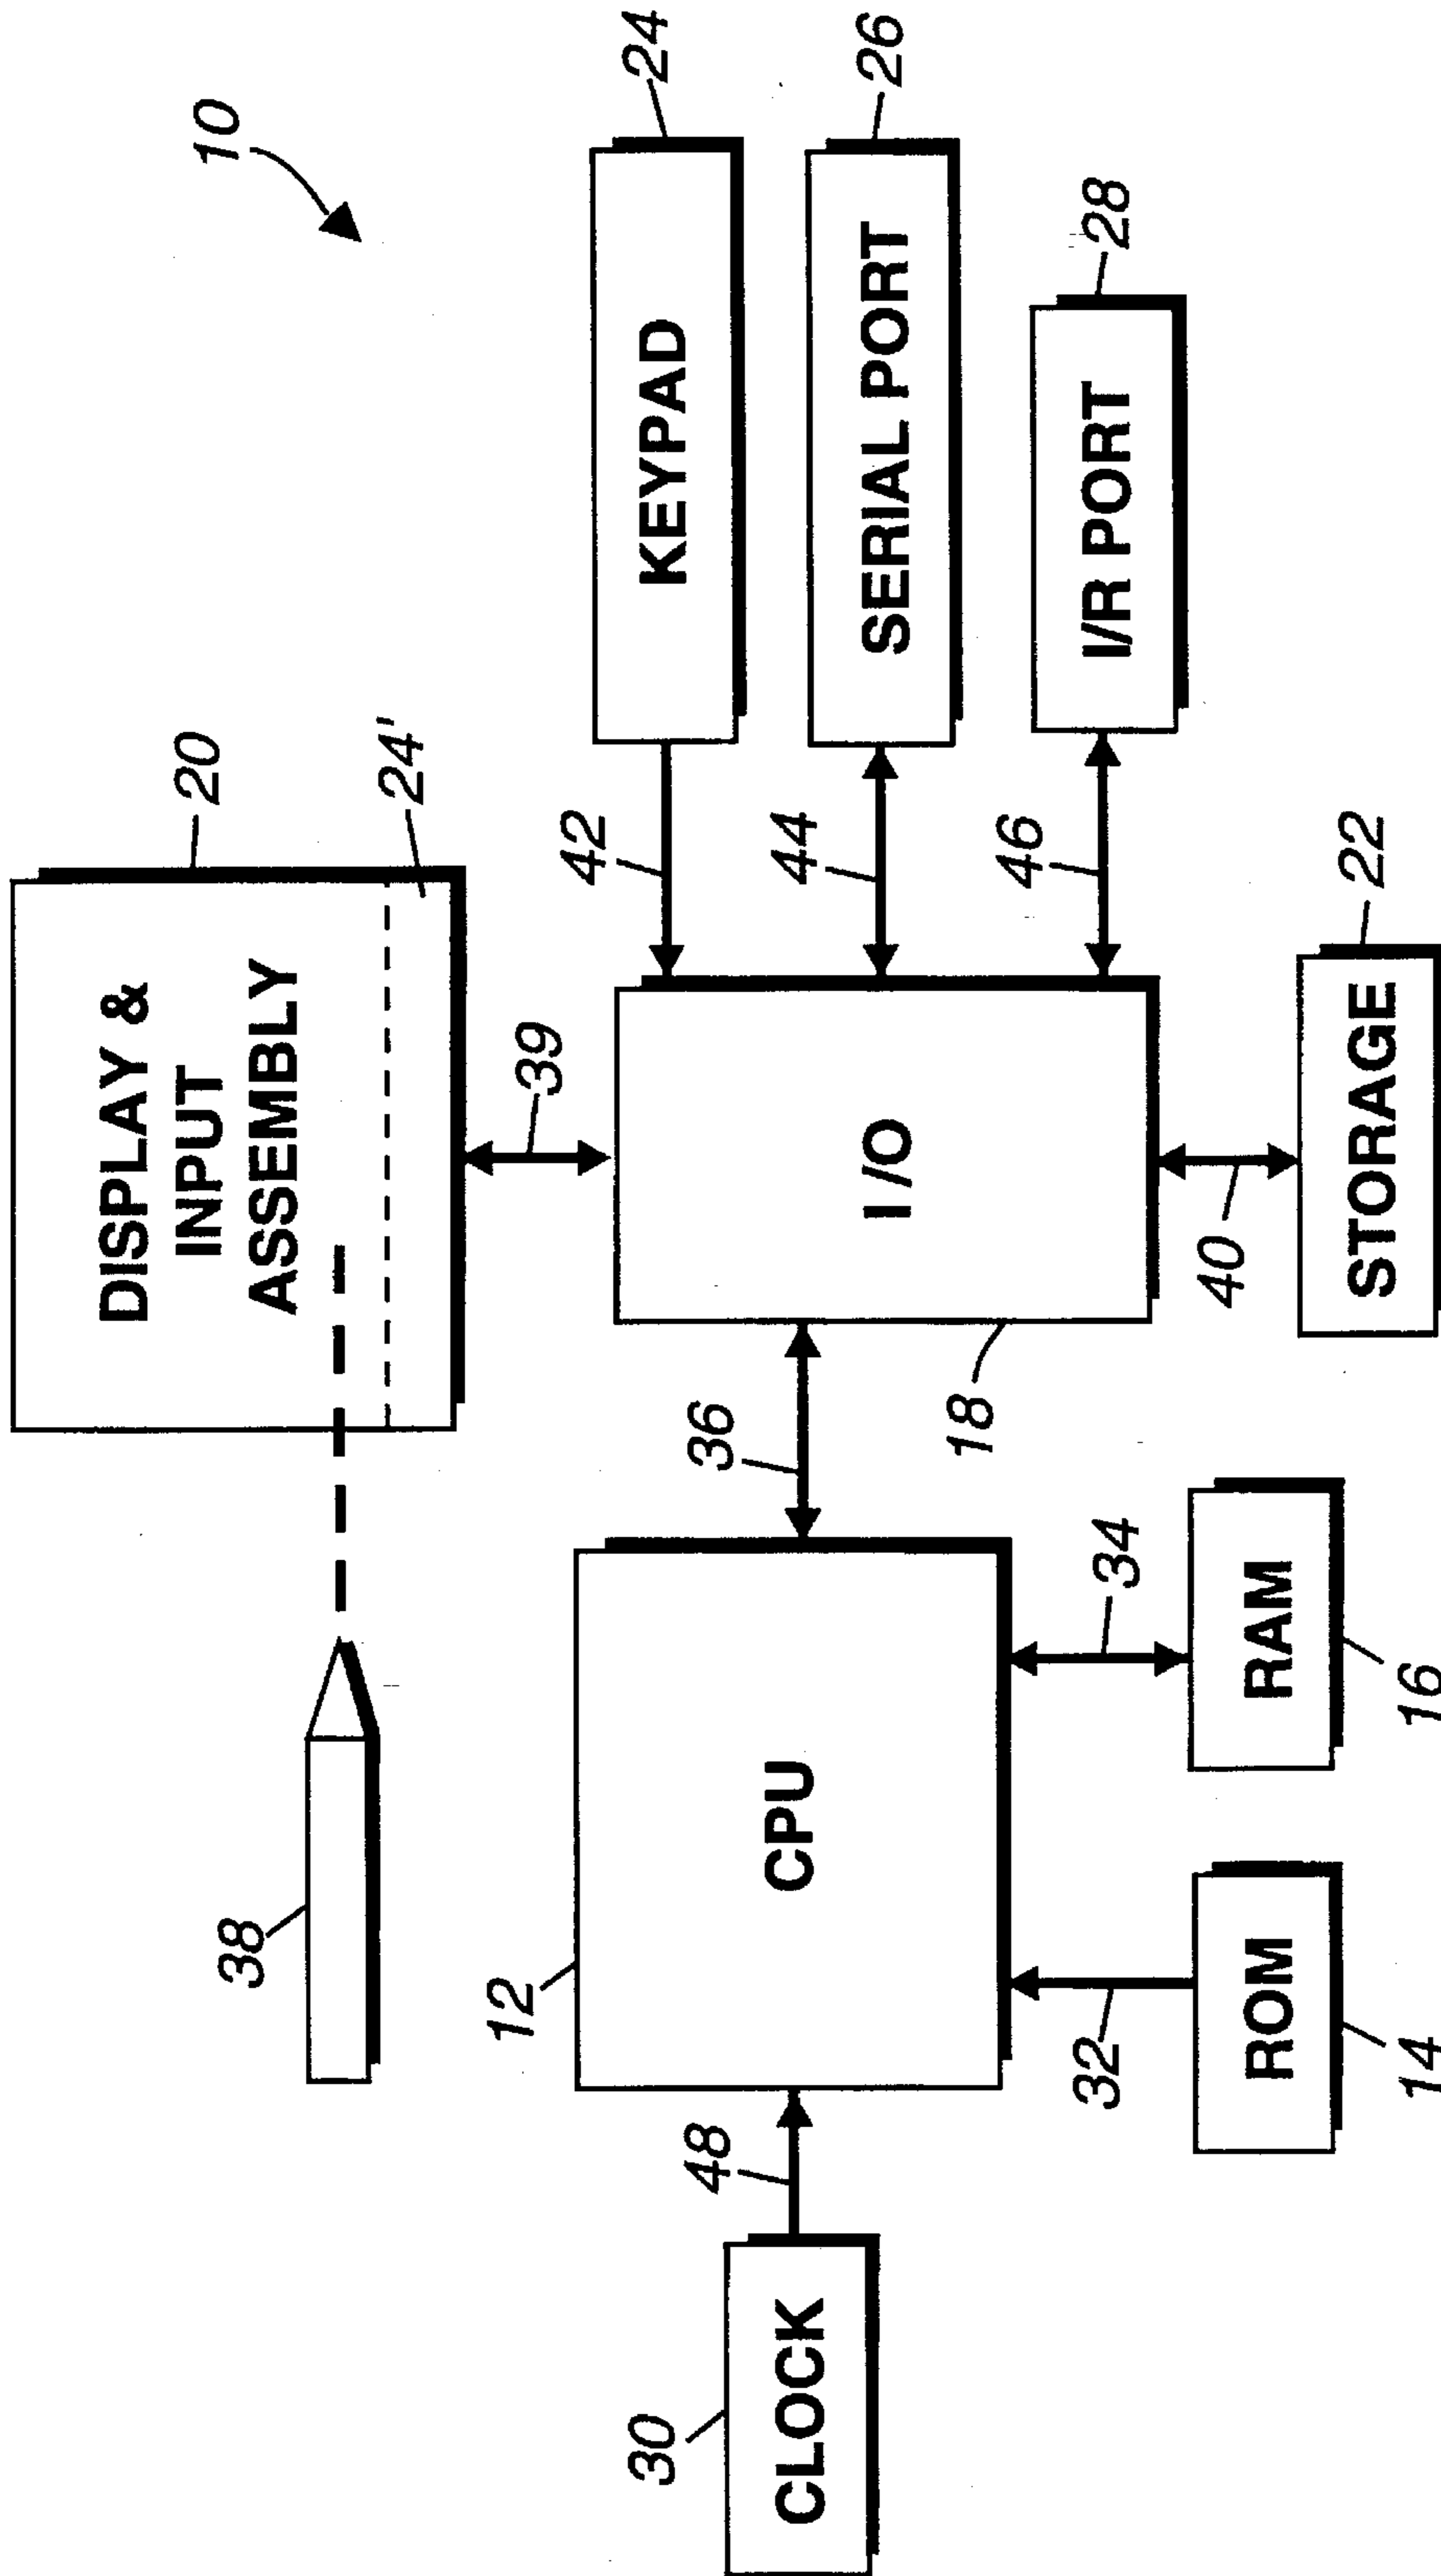 10
20
DISPLAY &
INPUT
ASSEMBLY
24'
38
39
12
CPU
36
I/O
18
42
KEYPAD
24
44
SERIAL PORT
26
46
I/R PORT
28
30
CLOCK
48
32
ROM
14
34
RAM
16
40
STORAGE
22